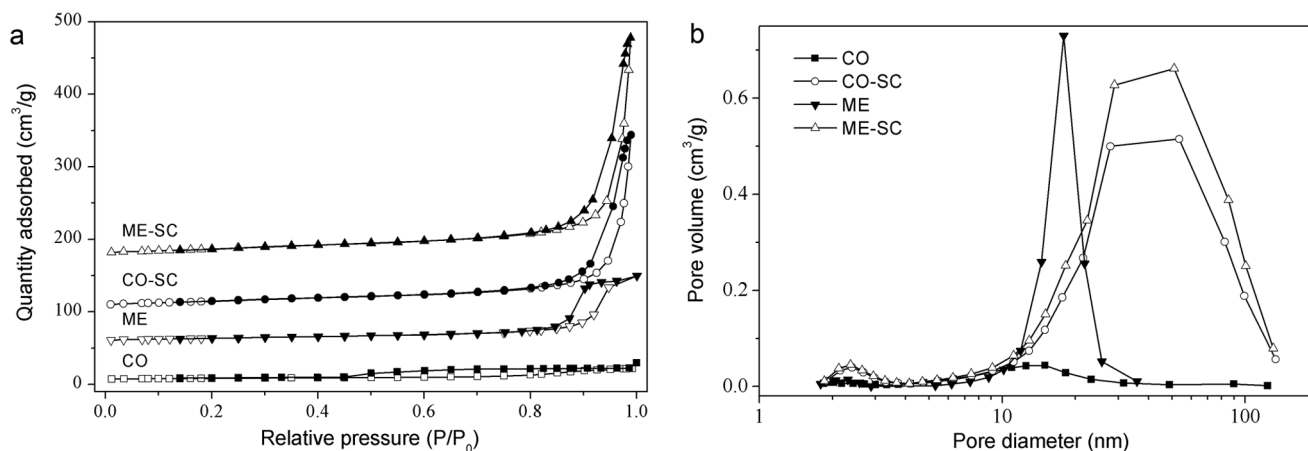 a
500
400
300
200
100
0
Quantity adsorbed (cm³/g)
ME-SC
CO-SC
ME
CO
0.0 0.2 0.4 0.6 0.8 1.0
Relative pressure (P/P₀)
b
0.6
0.4
0.2
0.0
Pore volume (cm³/g)
CO
CO-SC
ME
ME-SC
1 10 100
Pore diameter (nm)